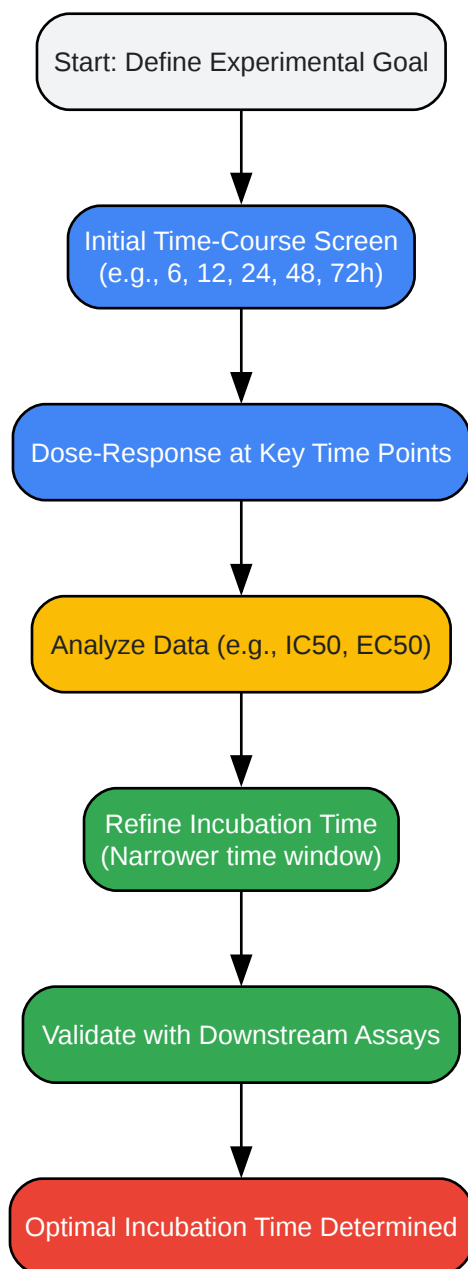 Start: Define Experimental Goal
Initial Time-Course Screen
(e.g., 6, 12, 24, 48, 72h)
Dose-Response at Key Time Points
Analyze Data (e.g., IC50, EC50)
Refine Incubation Time
(Narrower time window)
Validate with Downstream Assays
Optimal Incubation Time Determined